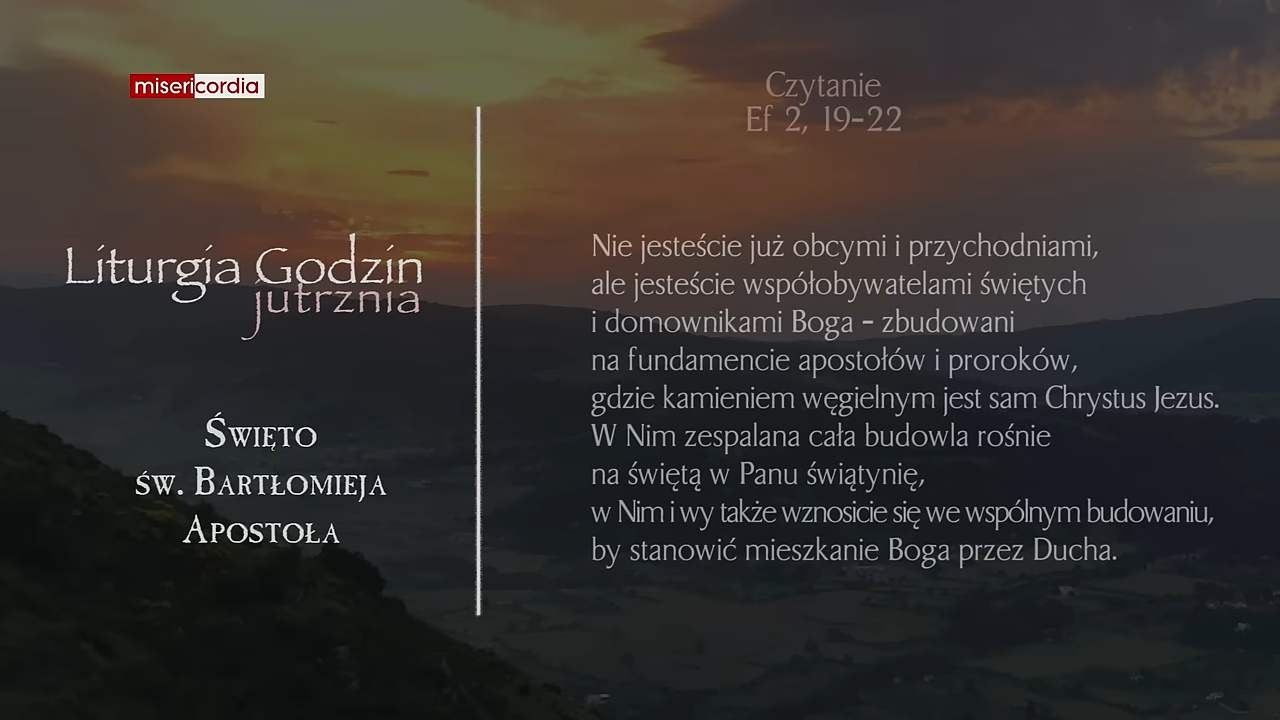 misericordia
Liturgia Godzin
jutrznia
Święto
św. Bartłomieja
Apostoła
Czytanie
Ef 2, 19-22
Nie jesteście już obcymi i przychodniami,
ale jesteście współobywatelami świętych
i domownikami Boga - zbudowani
na fundamencie apostołów i proroków,
gdzie kamieniem węgielnym jest sam Chrystus Jezus.
W Nim zespalana cała budowla rośnie
na świętą w Panu świątynię,
w Nim i wy także wznosicie się we wspólnym budowaniu,
by stanowić mieszkanie Boga przez Ducha.